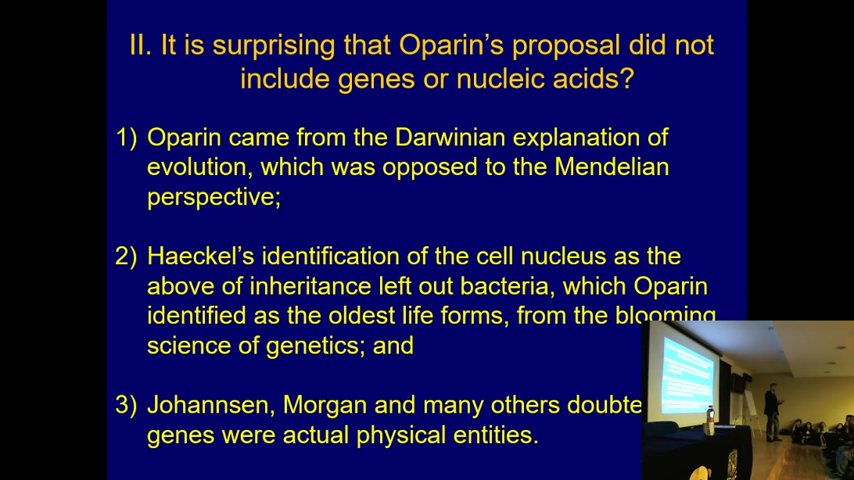 II. It is surprising that Oparin's proposal did not
include genes or nucleic acids?
1) Oparin came from the Darwinian explanation of
evolution, which was opposed to the Mendelian
perspective;
2) Haeckel's identification of the cell nucleus as the
above of inheritance left out bacteria, which Oparin
identified as the oldest life forms, from the blooming
science of genetics; and
3) Johannsen, Morgan and many others
genes were actual physical entities.